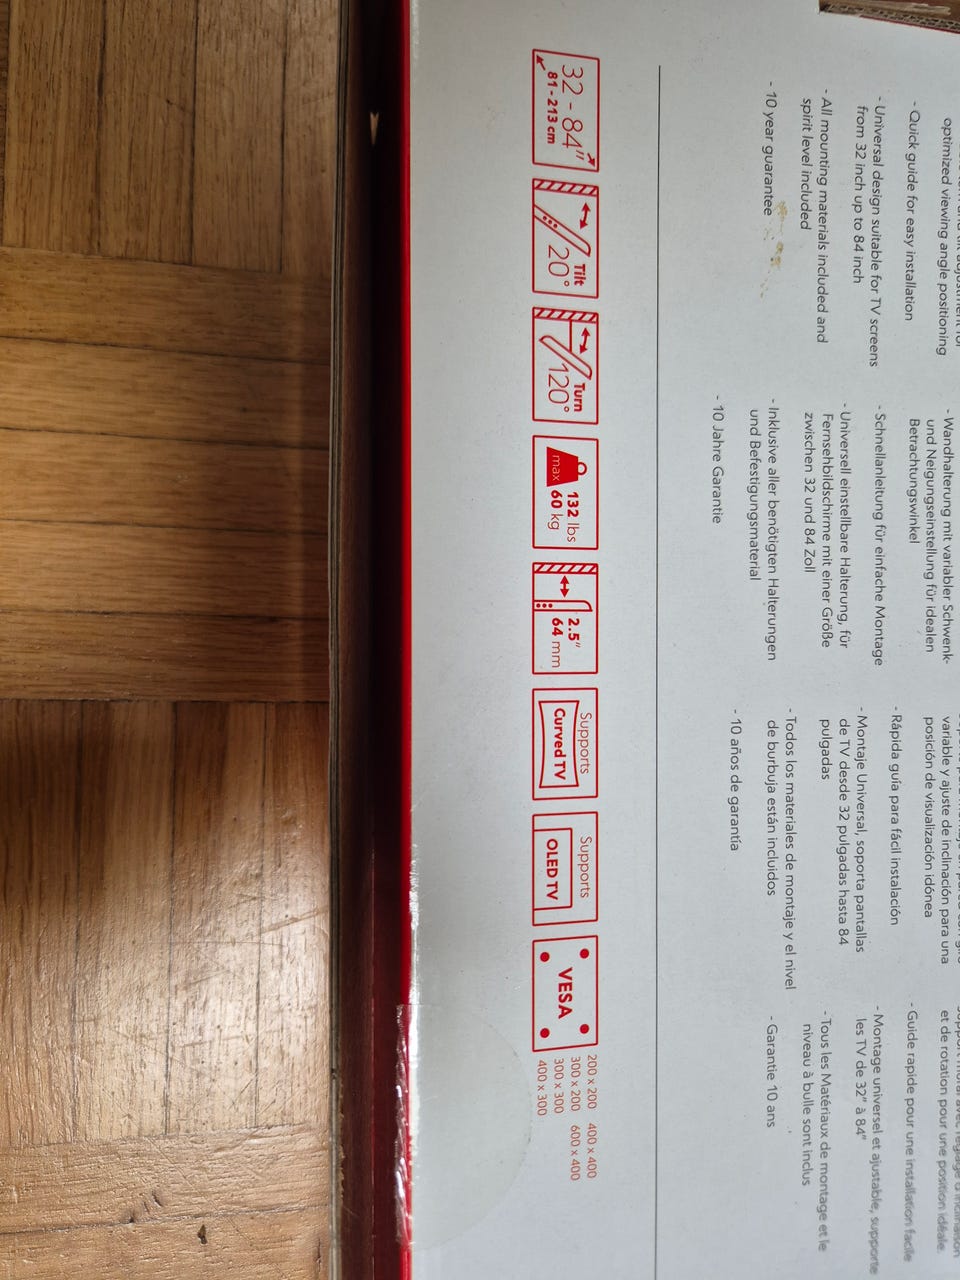 optimized viewing angle positioning
- Quick guide for easy installation
- Universal design suitable for TV screens
from 32 inch up to 84 inch
- All mounting materials included and
spirit level included
- 10 year guarantee
- Wandhalterung mit variabler Schwenk-
und Neigungseinstellung für idealen
Betrachtungswinkel
- Schnellanleitung für einfache Montage
- Universell einstellbare Halterung, für
Fernsehbildschirme mit einer Größe
zwischen 32 und 84 Zoll
- Inklusive aller benötigten Halterungen
und Befestigungsmaterial
- 10 Jahre Garantie
variable y ajuste de inclinación para una
posición de visualización idónea
- Rápida guía para fácil instalación
- Montaje Universal, soporta pantallas
de TV desde 32 pulgadas hasta 84
pulgadas
- Todos los materiales de montaje y el nivel
de burbuja están incluidos
- 10 años de garantía
et de rotation pour une position idéale.
- Guide rapide pour une installation facile
- Montage universel et ajustable, supporte
les TV de 32" à 84"
- Tous les Matériaux de montage et le
niveau à bulle sont inclus
- Garantie 10 ans
32 - 84"
81 - 213 cm
Tilt
20°
Turn
120°
132 lbs
max 60 kg
2.5"
64 mm
Supports
Curved TV
Supports
OLED TV
VESA
200 x 200 400 x 400
300 x 200 600 x 400
300 x 300
400 x 300